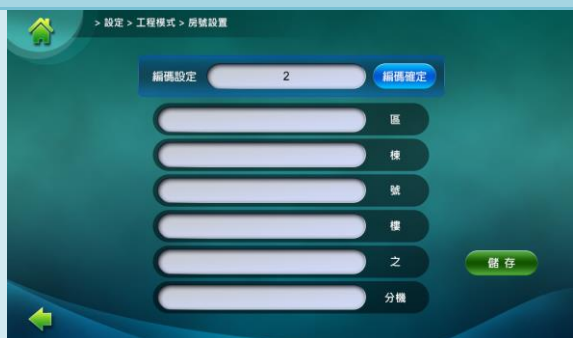 > 設定 > 工程模式 > 房號設置
編碼設定 2 編碼確定
區
棟
號
樓
之
儲存
分機